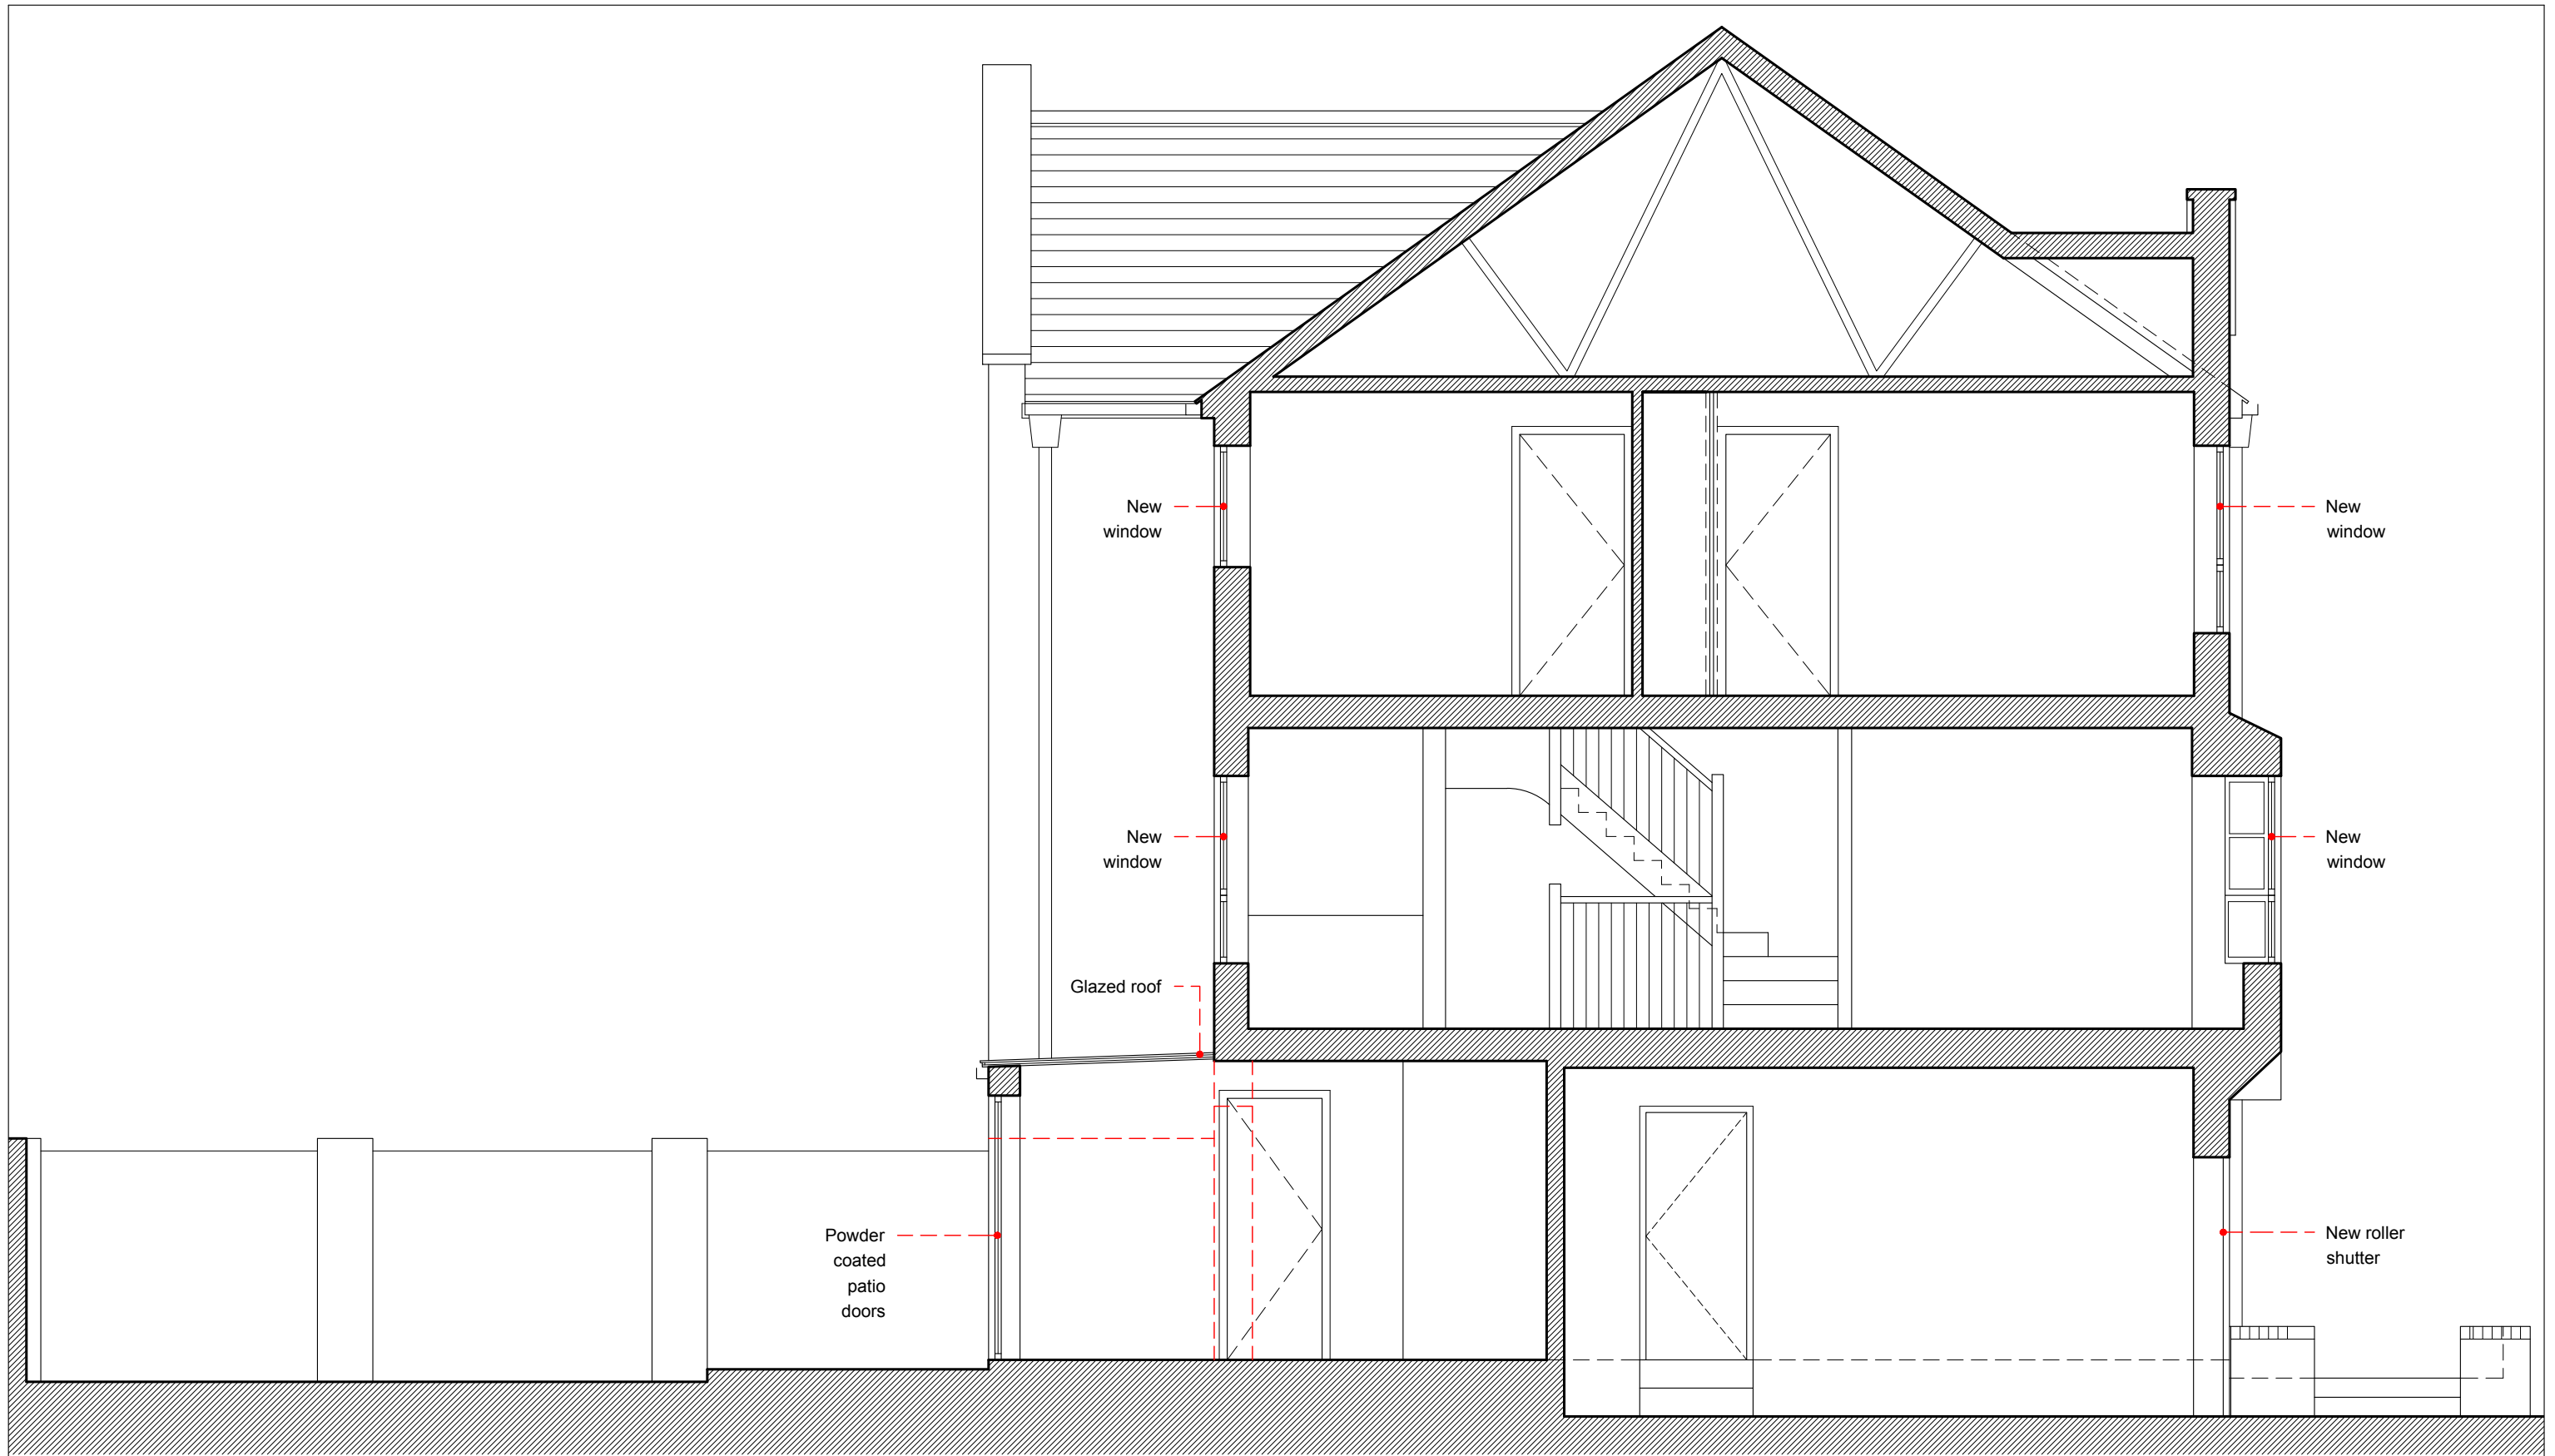 New
window
New
window
New
window
New
window
Glazed roof
Powder
coated
patio
doors
New roller
shutter